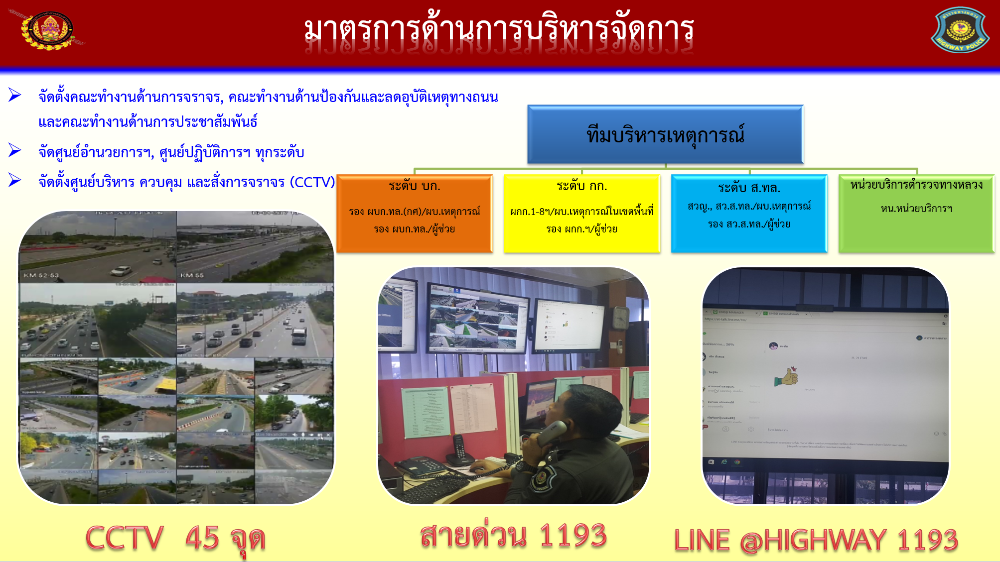 มาตรการด้านการบริหารจัดการ
HIGHWAY POLICE
จัดตั้งคณะทำงานด้านการจราจร, คณะทำงานด้านป้องกันและลดอุบัติเหตุทางถนน
และคณะทำงานด้านการประชาสัมพันธ์
จัดศูนย์อำนวยการฯ, ศูนย์ปฏิบัติการฯ ทุกระดับ
จัดตั้งศูนย์บริหาร ควบคุม และสั่งการจราจร (CCTV)
ทีมบริหารเหตุการณ์
ระดับ บก.
รอง ผบก.ทล.(กศ)/ผบ.เหตุการณ์
รอง ผบก.ทล./ผู้ช่วย
ระดับ กก.
ผกก.1-8ฯ/ผบ.เหตุการณ์ในเขตพื้นที่
รอง ผกก.ฯ/ผู้ช่วย
ระดับ ส.ทล.
สวญ., สว.ส.ทล./ผบ.เหตุการณ์
รอง สว.ส.ทล./ผู้ช่วย
หน่วยบริการตำรวจทางหลวง
หน.หน่วยบริการฯ
KM 52-53
KM 55
LINE@ MANAGER
ตำรวจทางหลวง
CCTV 45 จุด
สายด่วน 1193
LINE @HIGHWAY 1193